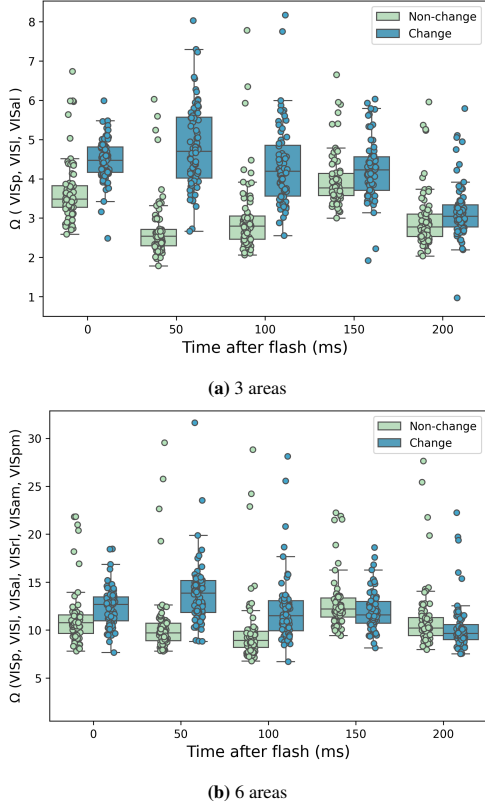 8
7
6
5
4
3
2
1
Ω ( VISp, VISl, VISal )
Non-change
Change
0 50 100 150 200
Time after flash (ms)
(a) 3 areas
30
25
20
15
10
5
Ω (VISp, VISl, VISal, VISrl, VISam, VISpm)
Non-change
Change
0 50 100 150 200
Time after flash (ms)
(b) 6 areas